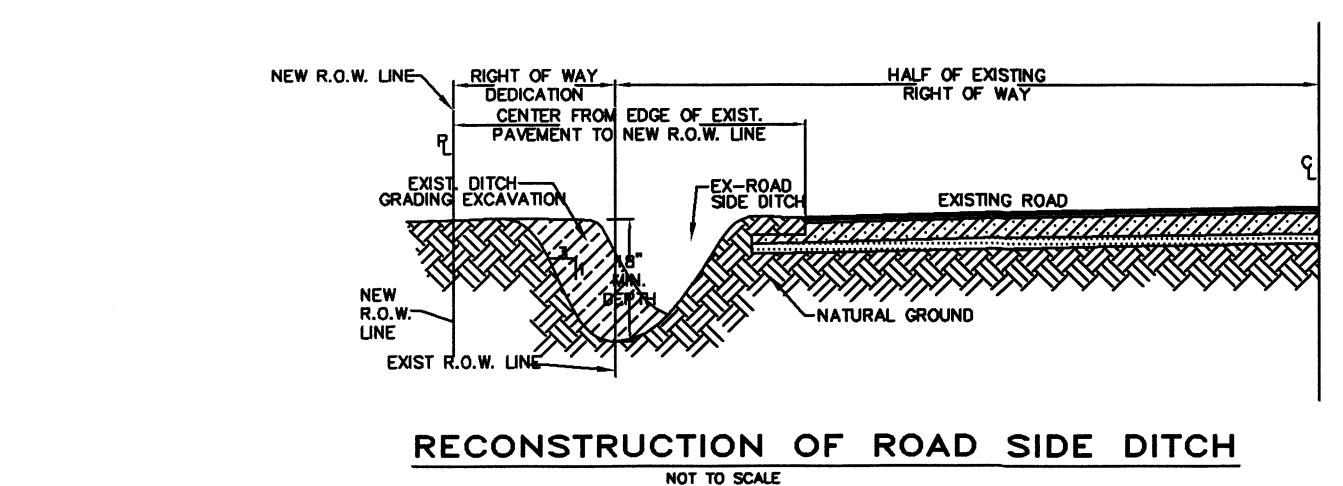 NEW R.O.W. LINE
RIGHT OF WAY
DEDICATION
HALF OF EXISTING
RIGHT OF WAY
CENTER FROM EDGE OF EXIST.
PAVEMENT TO NEW R.O.W. LINE
PL
CL
EXIST. DITCH
GRADING EXCAVATION
EX-ROAD
SIDE DITCH
EXISTING ROAD
18"
MIN.
DEPTH
NEW
R.O.W.
LINE
NATURAL GROUND
EXIST R.O.W. LINE
RECONSTRUCTION OF ROAD SIDE DITCH
NOT TO SCALE